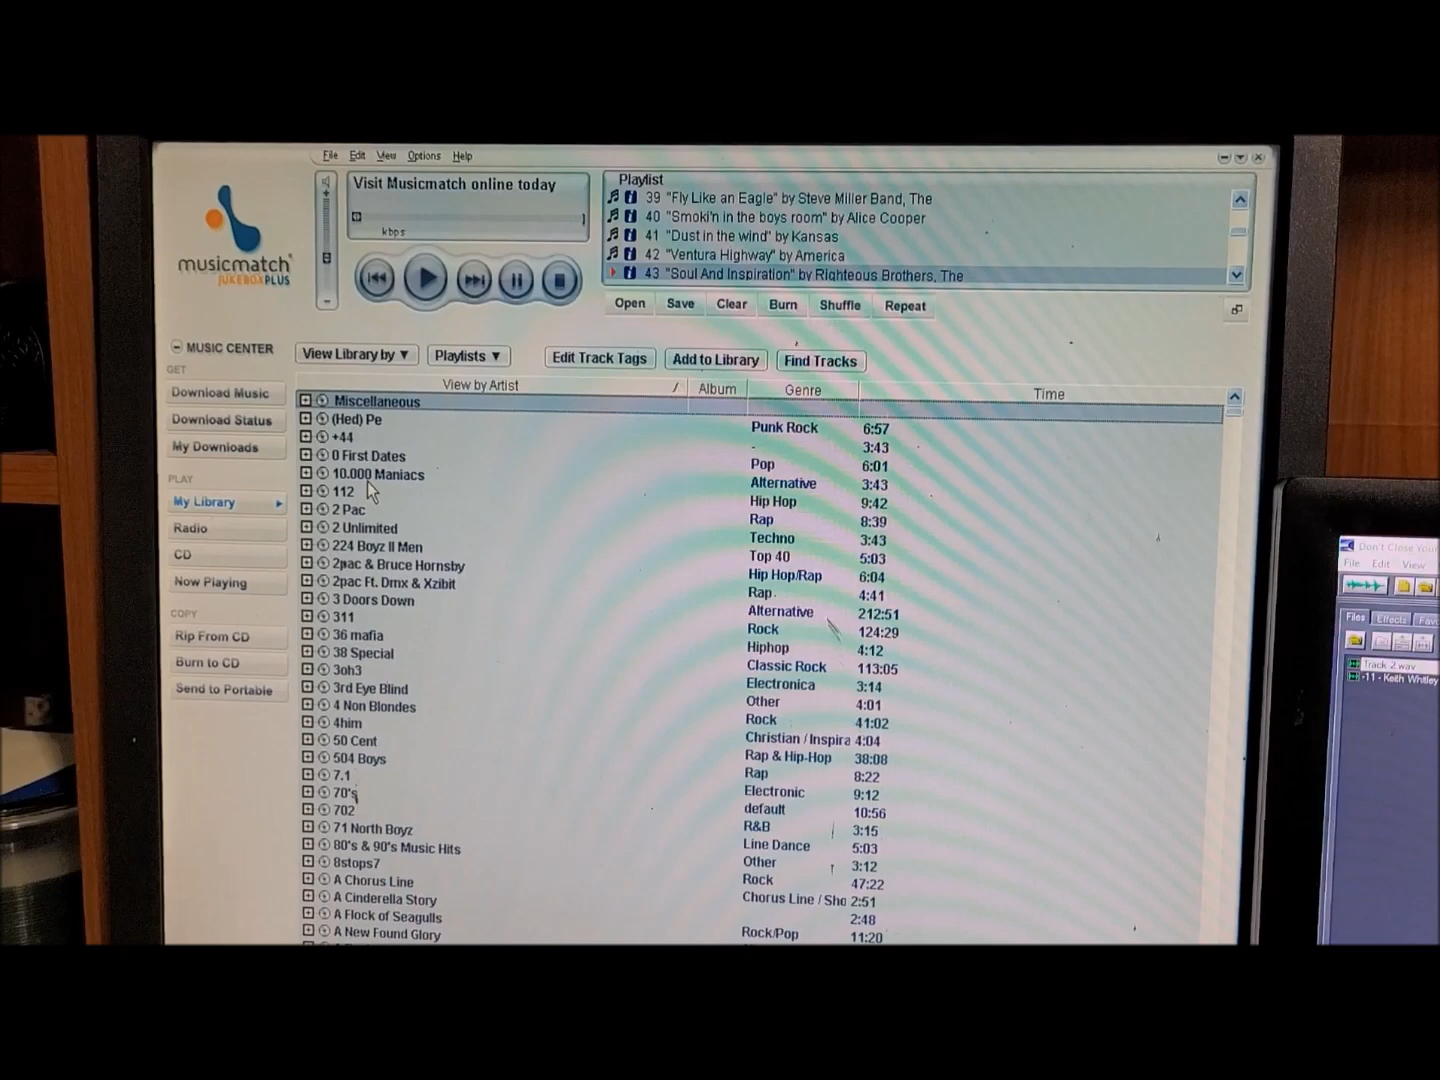 File Edit View Options Help
Visit Musicmatch online today
kbps
musicmatch
JUKEBOX PLUS
Playlist
39 "Fly Like an Eagle" by Steve Miller Band, The
40 "Smoki'n in the boys room" by Alice Cooper
41 "Dust in the wind" by Kansas
42 "Ventura Highway" by America
43 "Soul And Inspiration" by Righteous Brothers, The
Open Save Clear Burn Shuffle Repeat
MUSIC CENTER
GET
Download Music
Download Status
My Downloads
PLAY
My Library
Radio
CD
Now Playing
COPY
Rip From CD
Burn to CD
Send to Portable
View Library by Playlists Edit Track Tags Add to Library Find Tracks
View by Artist Album Genre Time
Miscellaneous
(Hed) Pe Punk Rock 6:57
+44 - 3:43
0 First Dates Pop 6:01
10.000 Maniacs Alternative 3:43
112 Hip Hop 9:42
2 Pac Rap 8:39
2 Unlimited Techno 3:43
224 Boyz II Men Top 40 5:03
2pac & Bruce Hornsby Hip Hop/Rap 6:04
2pac Ft. Dmx & Xzibit Rap 4:41
3 Doors Down Alternative 212:51
311 Rock 124:29
36 mafia Hiphop 4:12
38 Special Classic Rock 113:05
3oh3 Electronica 3:14
3rd Eye Blind Other 4:01
4 Non Blondes Rock 41:02
4him Christian / Inspira 4:04
50 Cent Rap & Hip-Hop 38:08
504 Boys Rap 8:22
7.1 Electronic 9:12
70's default 10:56
702 R&B 3:15
71 North Boyz Line Dance 5:03
80's & 90's Music Hits Other 3:12
8stops7 Rock 47:22
A Chorus Line Chorus Line / Sho 2:51
A Cinderella Story 2:48
A Flock of Seagulls Rock/Pop 11:20
A New Found Glory
Don't Close Your
File Edit View
Files Effects Favo
Track 2.wav
-11 - Keith Whitley